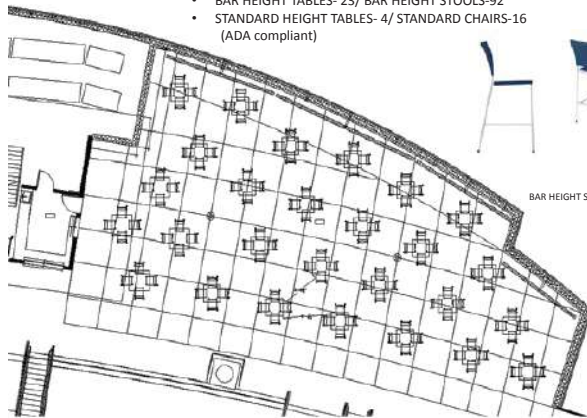 • BAR HEIGHT TABLES- 23/ BAR HEIGHT STOOLS-92
• STANDARD HEIGHT TABLES- 4/ STANDARD CHAIRS-16
(ADA compliant)
BAR HEIGHT S